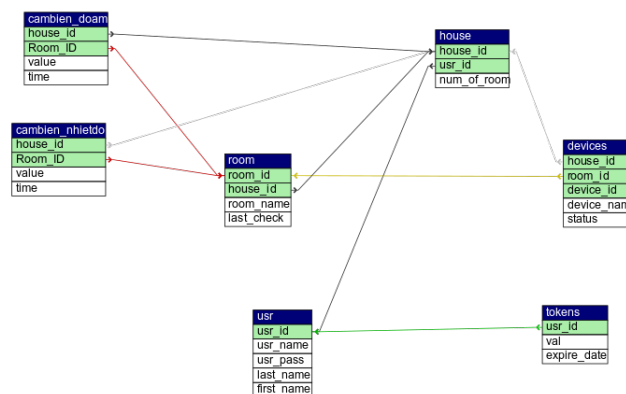 cambien_doam
house_id
Room_ID
value
time
house
house_id
usr_id
num_of_room
cambien_nhietdo
house_id
Room_ID
value
time
room
room_id
house_id
room_name
last_check
devices
house_id
room_id
device_id
device_nam
status
usr
usr_id
usr_name
usr_pass
last_name
first_name
tokens
usr_id
val
expire_date